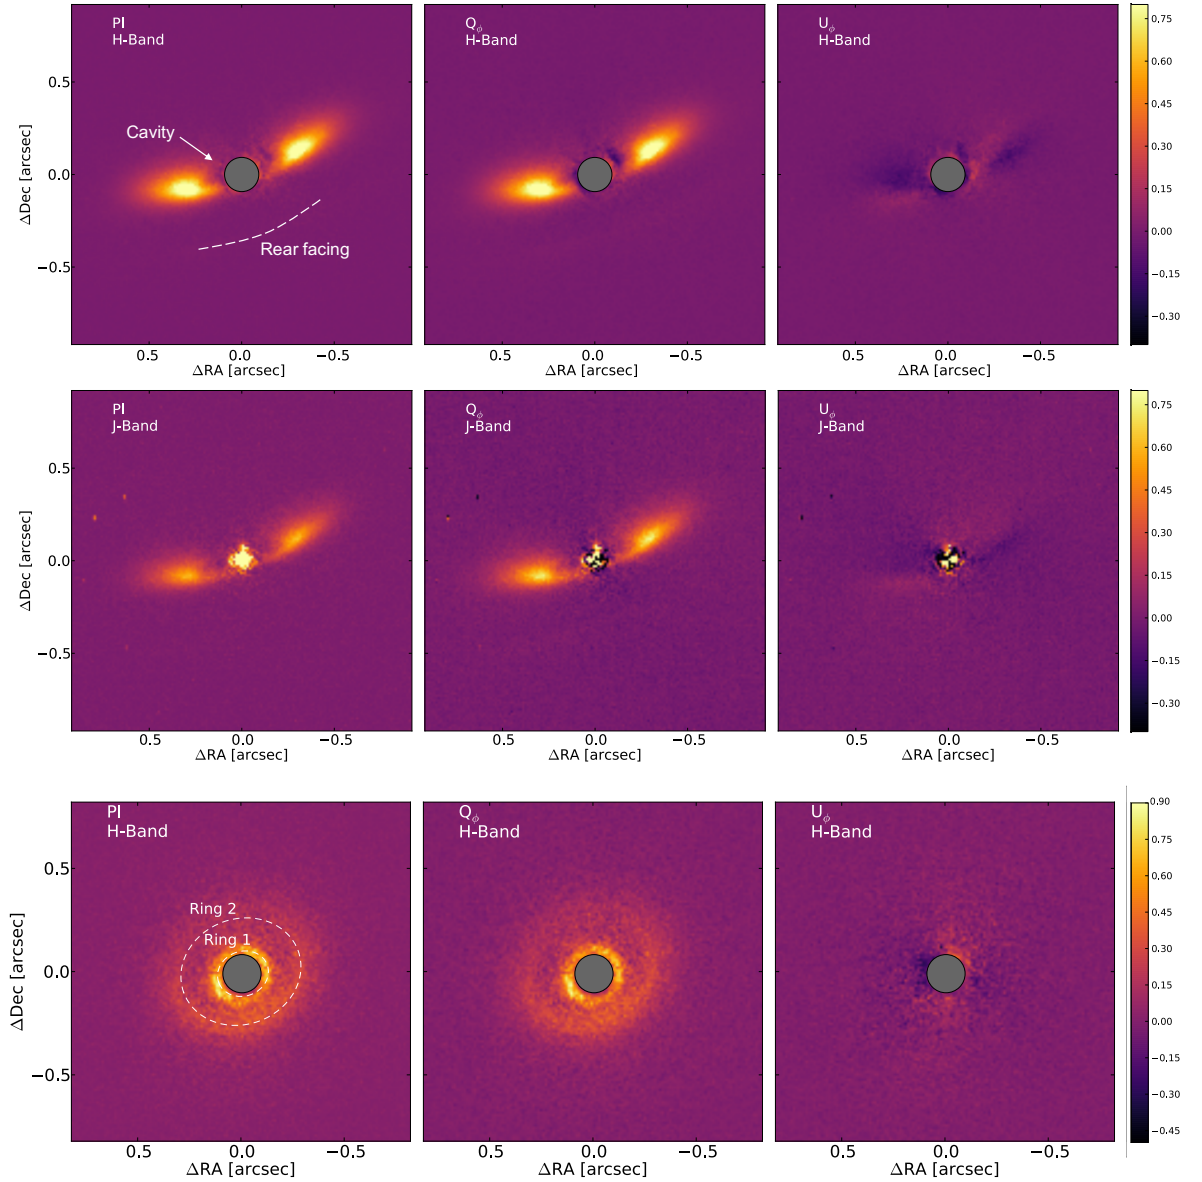 PI
H-Band
Cavity
Rear facing
Q_ϕ
H-Band
U_ϕ
H-Band
0.5
0.0
−0.5
ΔDec [arcsec]
0.5 0.0 −0.5
ΔRA [arcsec]
0.5 0.0 −0.5
ΔRA [arcsec]
0.5 0.0 −0.5
ΔRA [arcsec]
0.75
0.60
0.45
0.30
0.15
0.00
−0.15
−0.30
PI
J-Band
Q_ϕ
J-Band
U_ϕ
J-Band
0.5
0.0
−0.5
ΔDec [arcsec]
0.5 0.0 −0.5
ΔRA [arcsec]
0.5 0.0 −0.5
ΔRA [arcsec]
0.5 0.0 −0.5
ΔRA [arcsec]
0.75
0.60
0.45
0.30
0.15
0.00
−0.15
−0.30
PI
H-Band
Ring 2
Ring 1
Q_ϕ
H-Band
U_ϕ
H-Band
0.5
0.0
−0.5
ΔDec [arcsec]
0.5 0.0 −0.5
ΔRA [arcsec]
0.5 0.0 −0.5
ΔRA [arcsec]
0.5 0.0 −0.5
ΔRA [arcsec]
0.90
0.75
0.60
0.45
0.30
0.15
0.00
−0.15
−0.30
−0.45